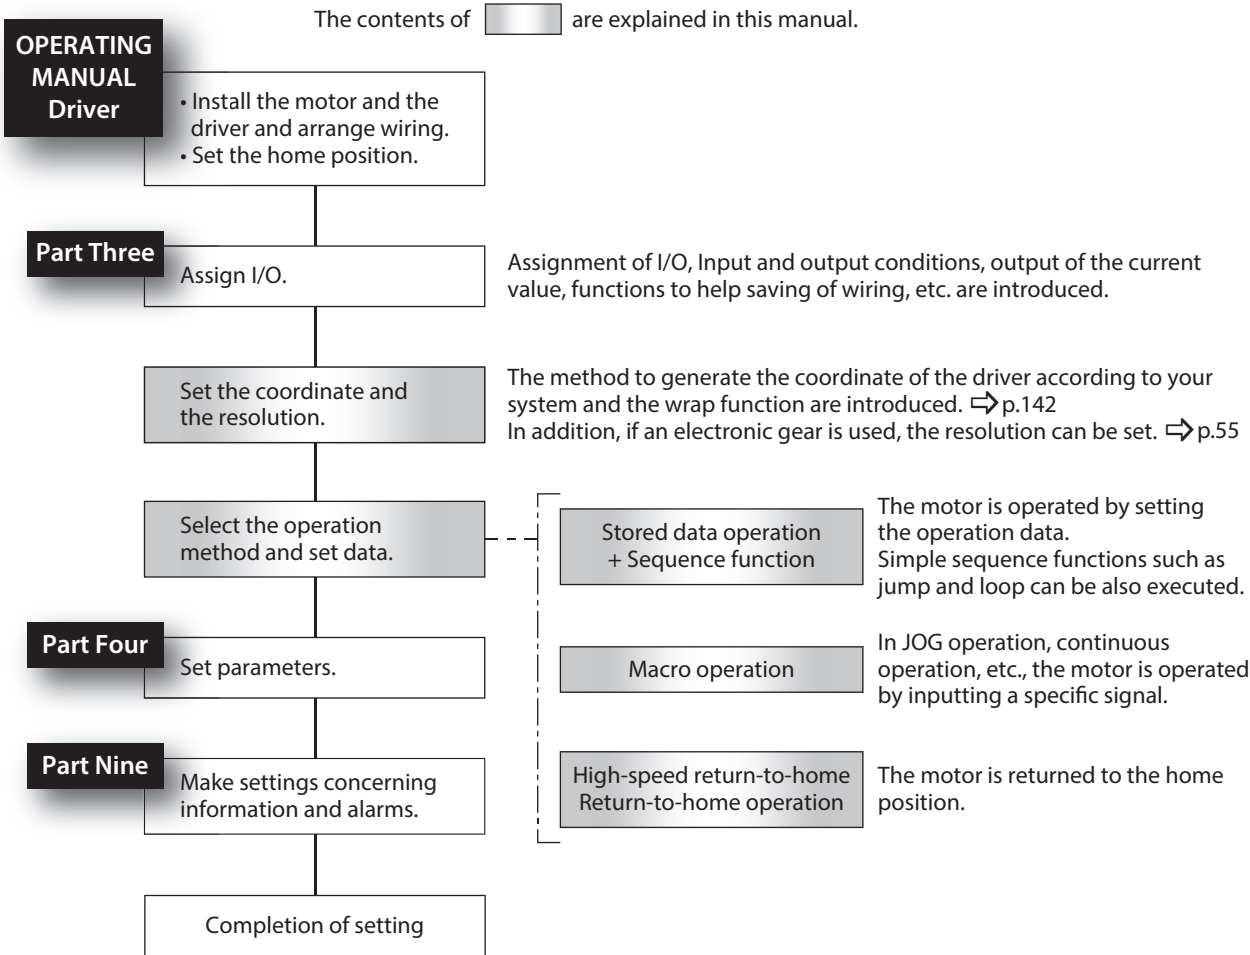 The contents of are explained in this manual.
OPERATING
MANUAL
Driver
• Install the motor and the
driver and arrange wiring.
• Set the home position.
Part Three
Assign I/O.
Assignment of I/O, Input and output conditions, output of the current
value, functions to help saving of wiring, etc. are introduced.
Set the coordinate and
the resolution.
The method to generate the coordinate of the driver according to your
system and the wrap function are introduced. ⇨ p.142
In addition, if an electronic gear is used, the resolution can be set. ⇨ p.55
Select the operation
method and set data.
Stored data operation
+ Sequence function
The motor is operated by setting
the operation data.
Simple sequence functions such as
jump and loop can be also executed.
Part Four
Set parameters.
Macro operation
In JOG operation, continuous
operation, etc., the motor is operated
by inputting a specific signal.
Part Nine
Make settings concerning
information and alarms.
High-speed return-to-home
Return-to-home operation
The motor is returned to the home
position.
Completion of setting